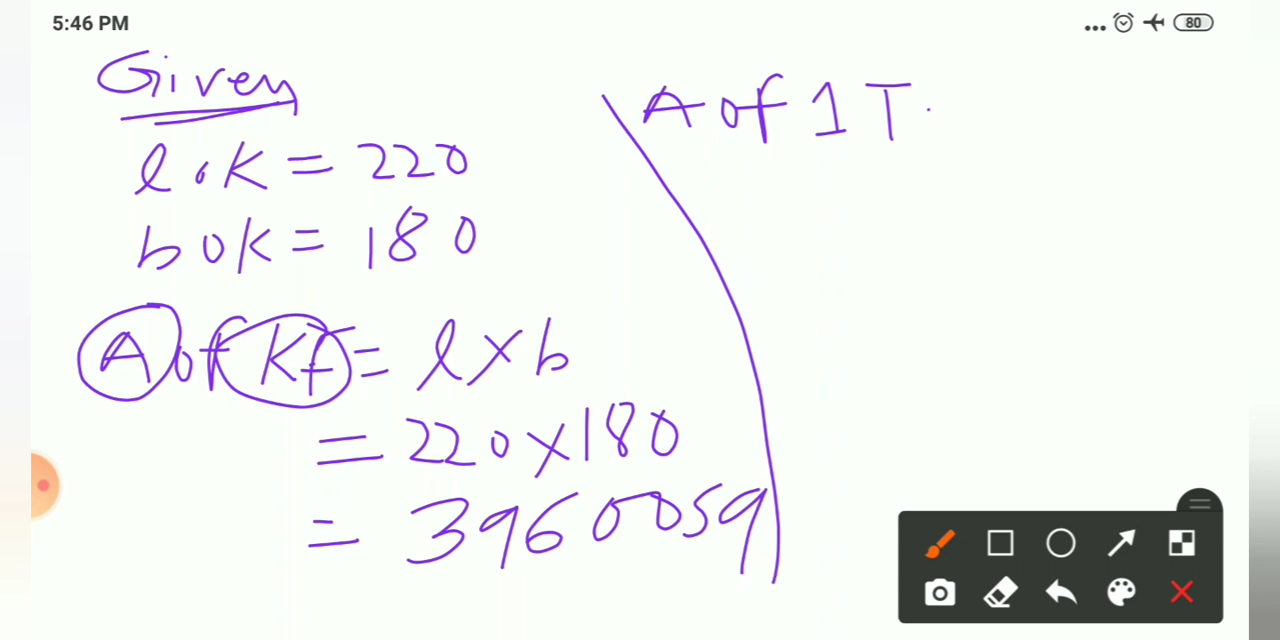 5:46 PM
80
Given
l o K = 220
b o K = 180
A of KF = l × b
= 220 × 180
= 39600 sq
A of 1 T.